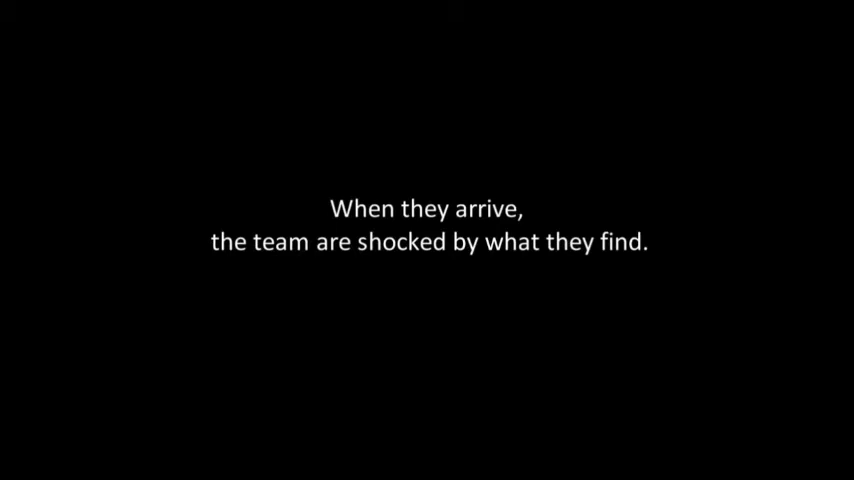 When they arrive,
the team are shocked by what they find.